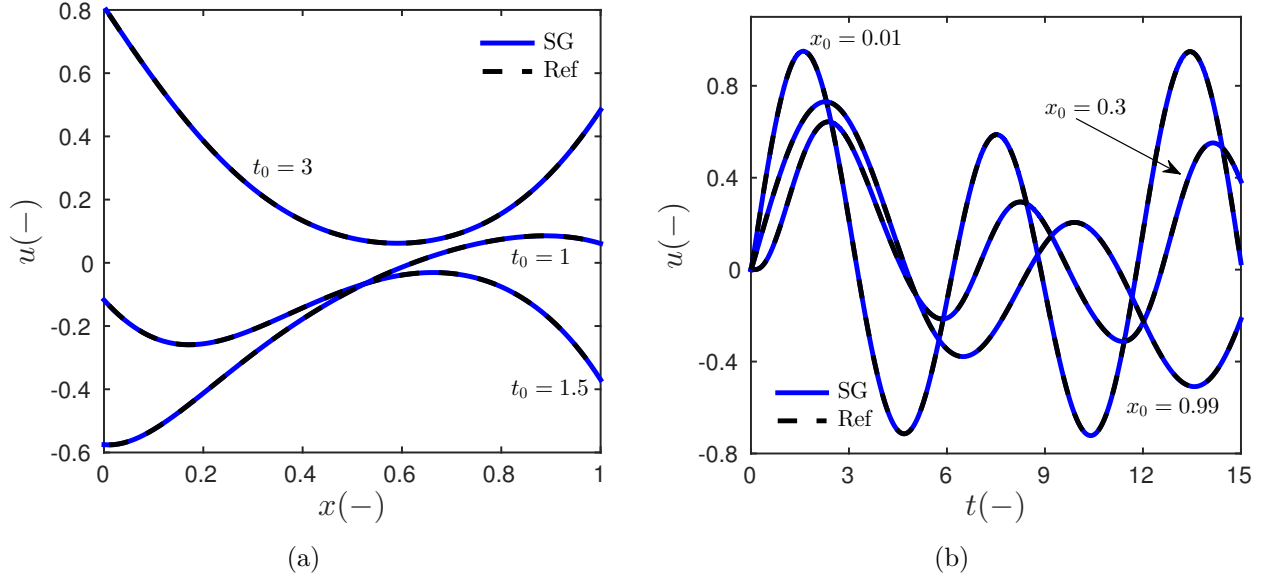 0.8
0.6
0.4
0.2
0
-0.2
-0.4
-0.6
0 0.2 0.4 0.6 0.8 1
u(−)
x(−)
SG
Ref
t₀ = 3
t₀ = 1
t₀ = 1.5
(a)
0.8
0.4
0
-0.4
-0.8
0 3 6 9 12 15
u(−)
t(−)
x₀ = 0.01
x₀ = 0.3
x₀ = 0.99
SG
Ref
(b)